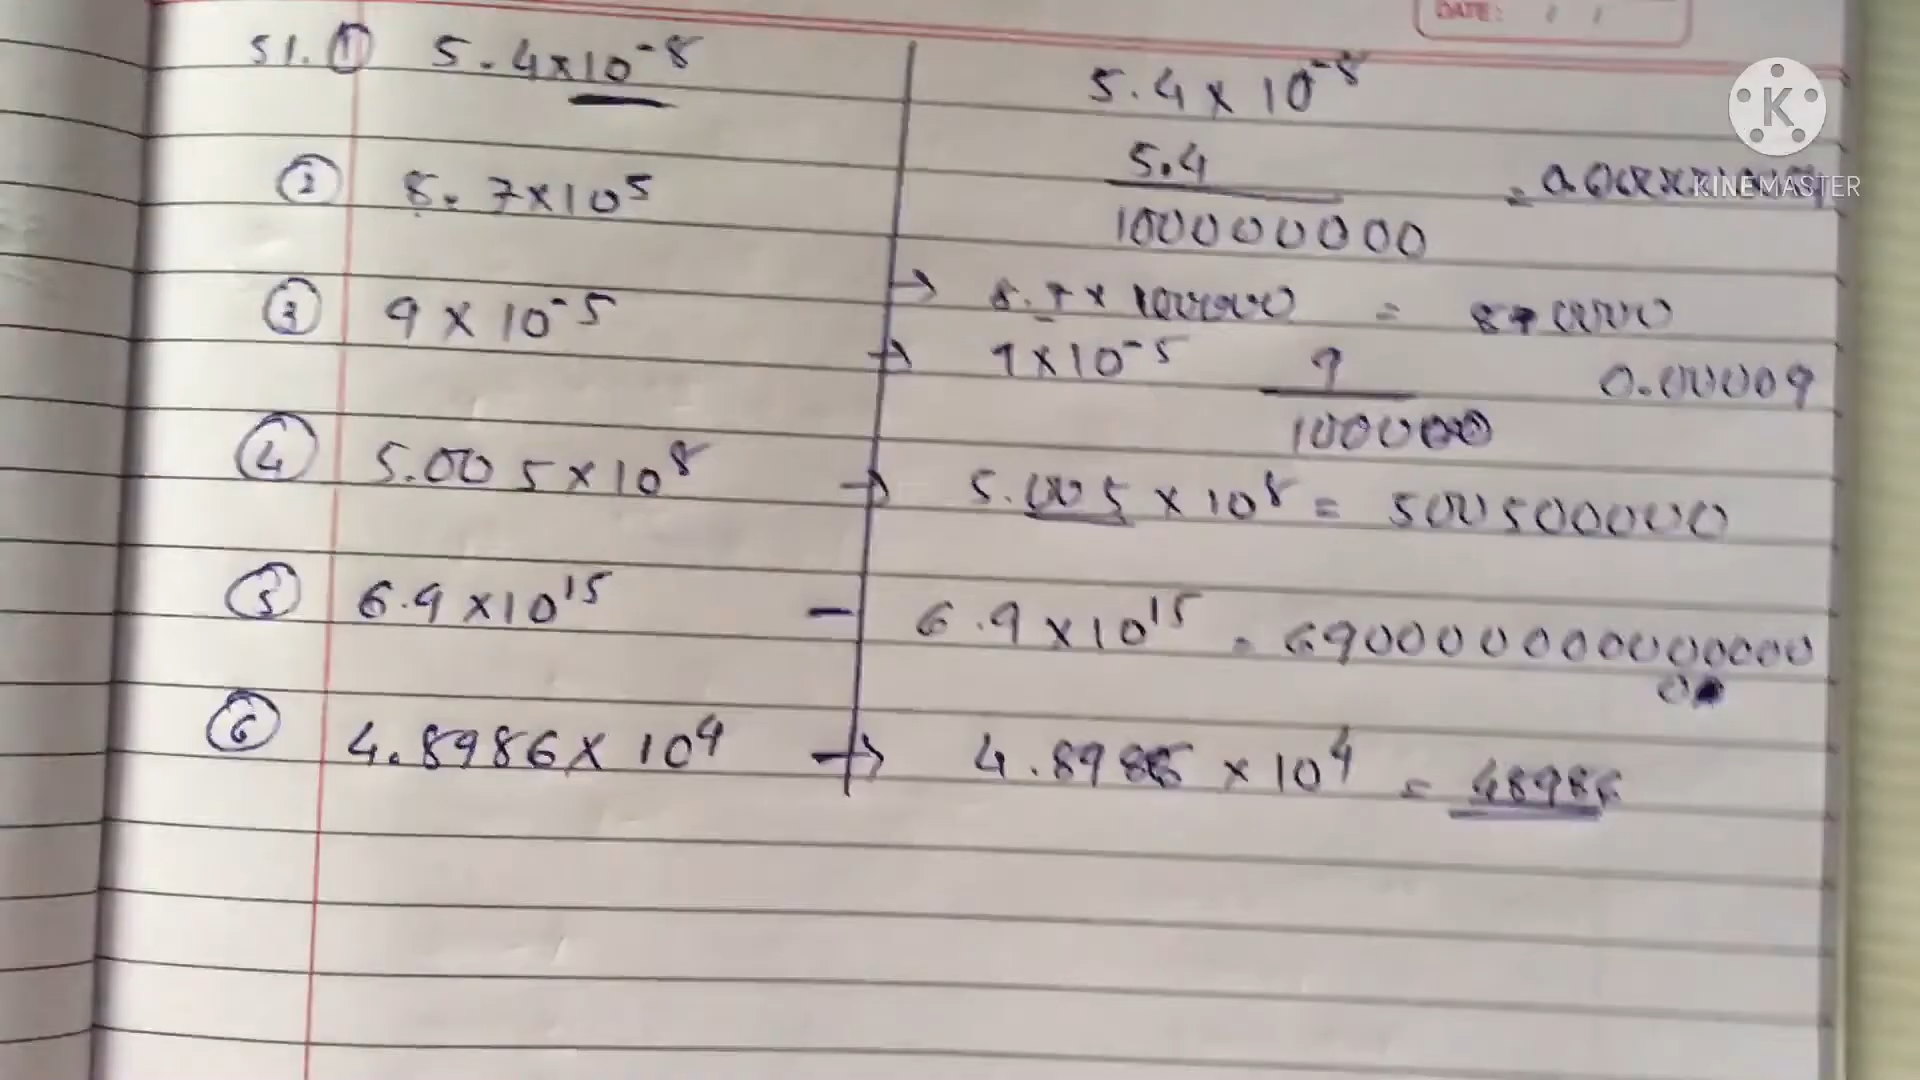 DATE: / /
51. ① 5.4×10⁻⁸
5.4 × 10⁻⁸
5.4
100000000
② 8.7×10⁵
→ 8.7 × 100000 = 870000
③ 9 × 10⁻⁵
→ 9×10⁻⁵ 9 0.00009
100000
④ 5.005×10⁸ → 5.005 × 10⁸ = 500500000
⑤ 6.9×10¹⁵ - 6.9×10¹⁵ =
⑥ 4.8986× 10⁴ → 4.8986 × 10⁴ = 48986
K
KINEMASTER